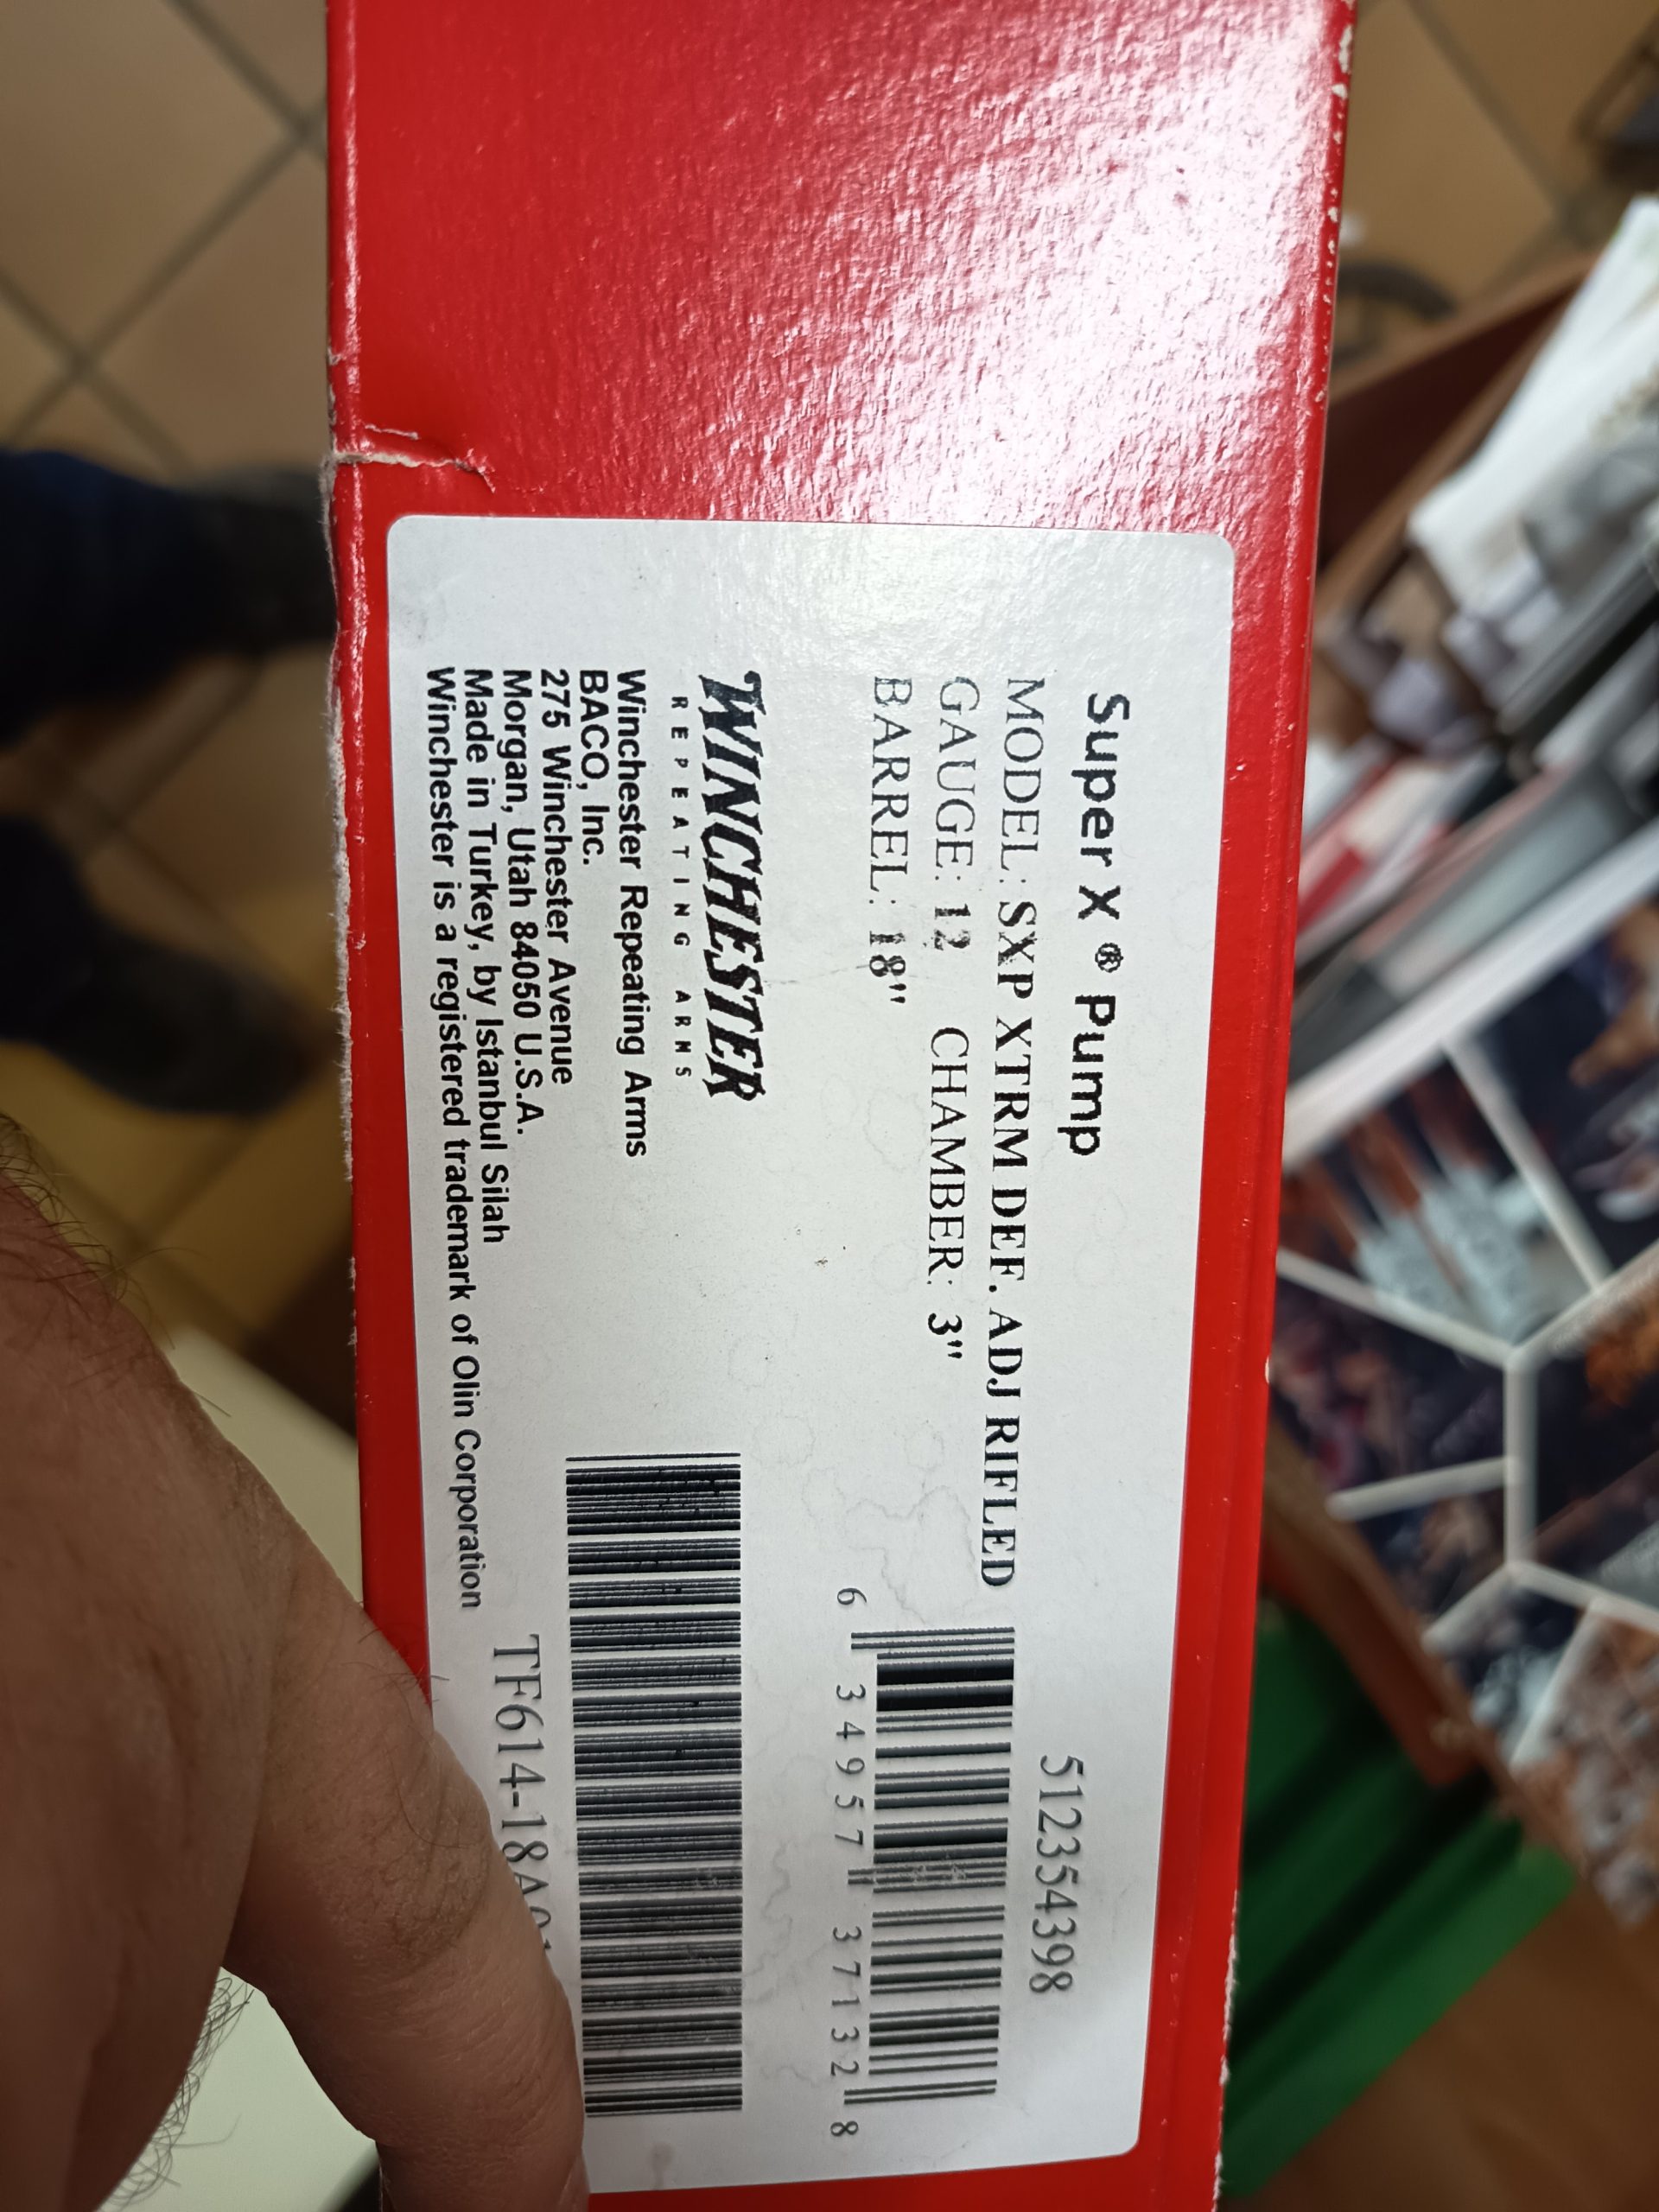 Super X ® Pump
512354398
MODEL: SXP XTRM DEF. ADJ RIFLED
GAUGE: 12 CHAMBER: 3"
BARREL: 18"
6 34957 37132 8
WINCHESTER
REPEATING ARMS
Winchester Repeating Arms
BACO, Inc.
275 Winchester Avenue
Morgan, Utah 84050 U.S.A.
Made in Turkey, by Istanbul Silah
Winchester is a registered trademark of Olin Corporation